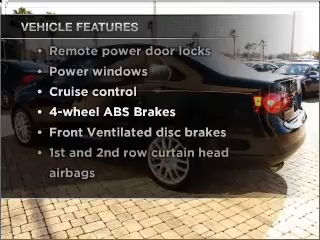 VEHICLE FEATURES
• Remote power door locks
• Power windows
• Cruise control
• 4-wheel ABS Brakes
• Front Ventilated disc brakes
• 1st and 2nd row curtain head
airbags